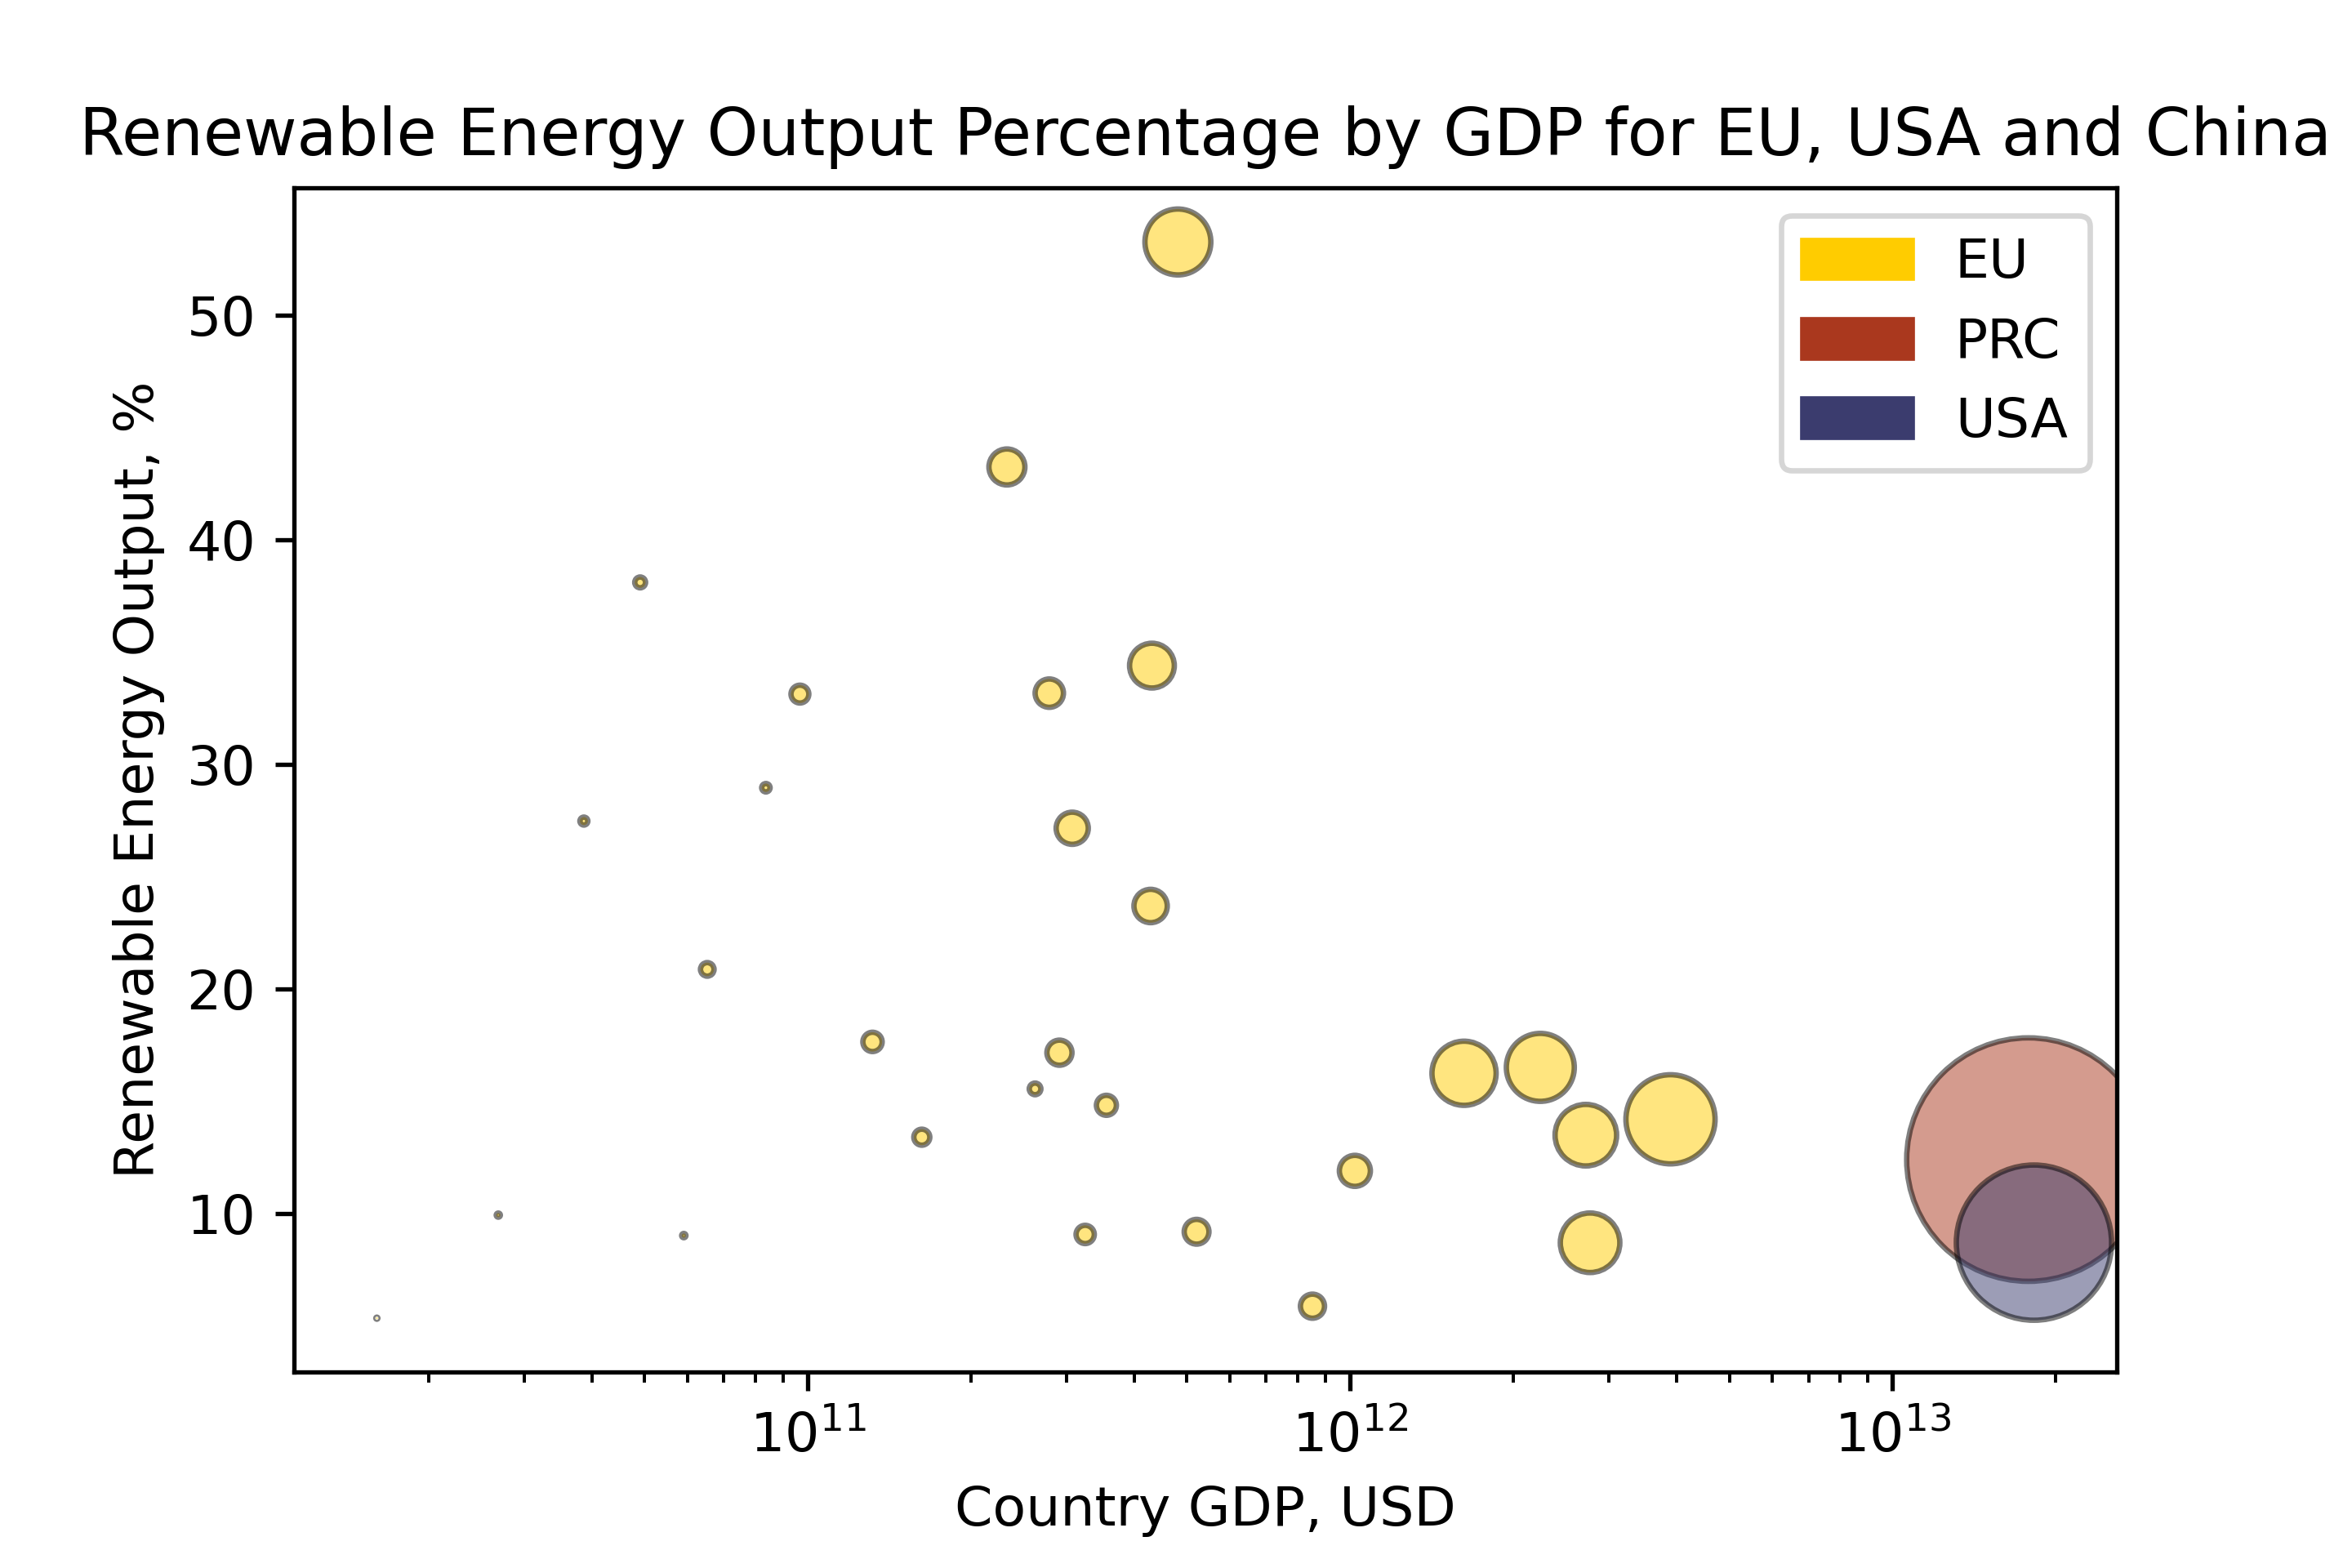 Renewable Energy Output Percentage by GDP for EU, USA and China
EU
PRC
USA
Renewable Energy Output, %
50
40
30
20
10
10¹¹
10¹²
10¹³
Country GDP, USD